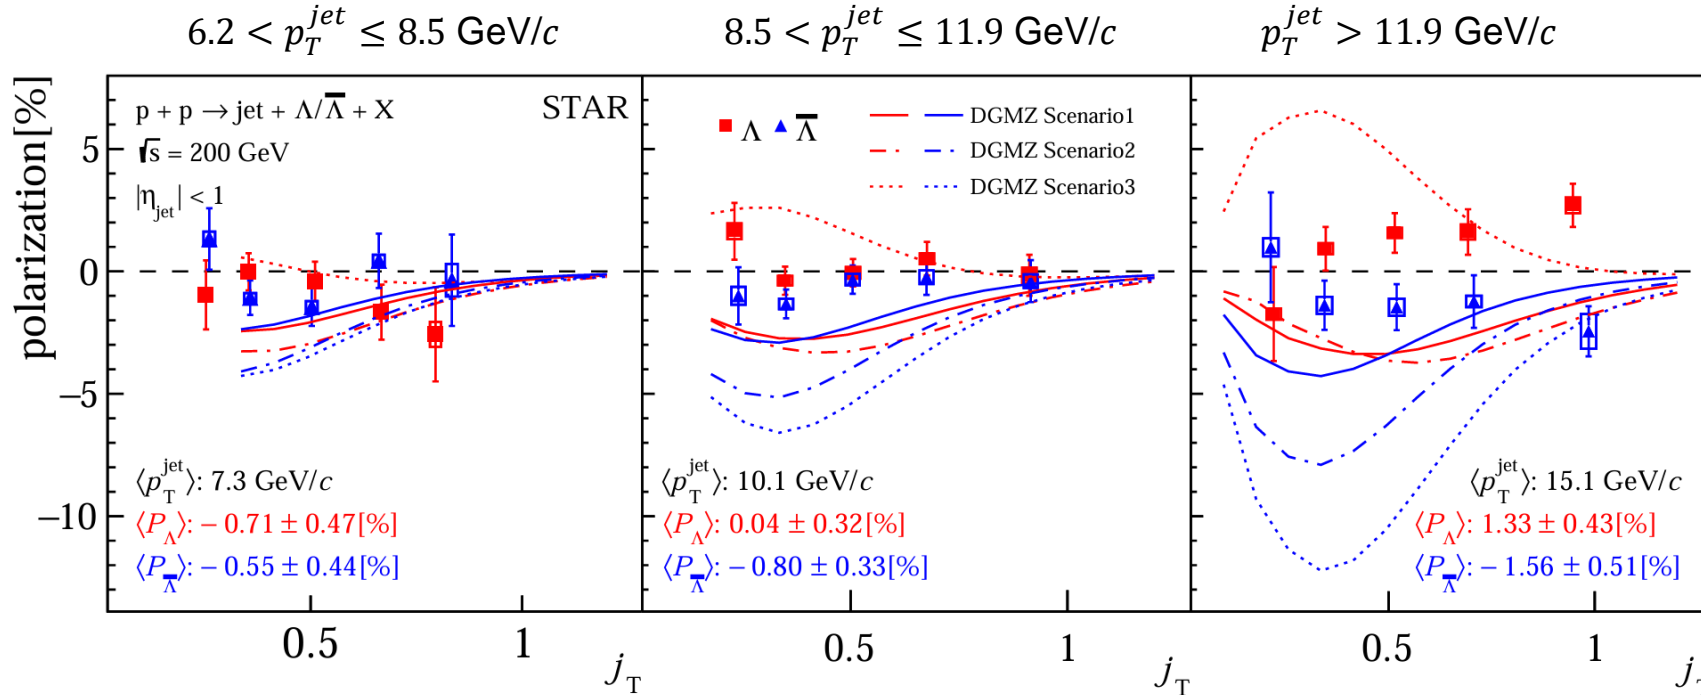 6.2 < p_T^jet ≤ 8.5 GeV/c
8.5 < p_T^jet ≤ 11.9 GeV/c
p_T^jet > 11.9 GeV/c
polarization[%]
5
0
−5
−10
p + p → jet + Λ/Λ̅ + X
STAR
√s = 200 GeV
|η_jet| < 1
⟨p_T^jet⟩: 7.3 GeV/c
⟨P_Λ⟩: − 0.71 ± 0.47[%]
⟨P_Λ̅⟩: − 0.55 ± 0.44[%]
Λ Λ̅
DGMZ Scenario1
DGMZ Scenario2
DGMZ Scenario3
⟨p_T^jet⟩: 10.1 GeV/c
⟨P_Λ⟩: 0.04 ± 0.32[%]
⟨P_Λ̅⟩: − 0.80 ± 0.33[%]
⟨p_T^jet⟩: 15.1 GeV/c
⟨P_Λ⟩: 1.33 ± 0.43[%]
⟨P_Λ̅⟩: − 1.56 ± 0.51[%]
0.5 1 j_T
0.5 1 j_T
0.5 1 j_T